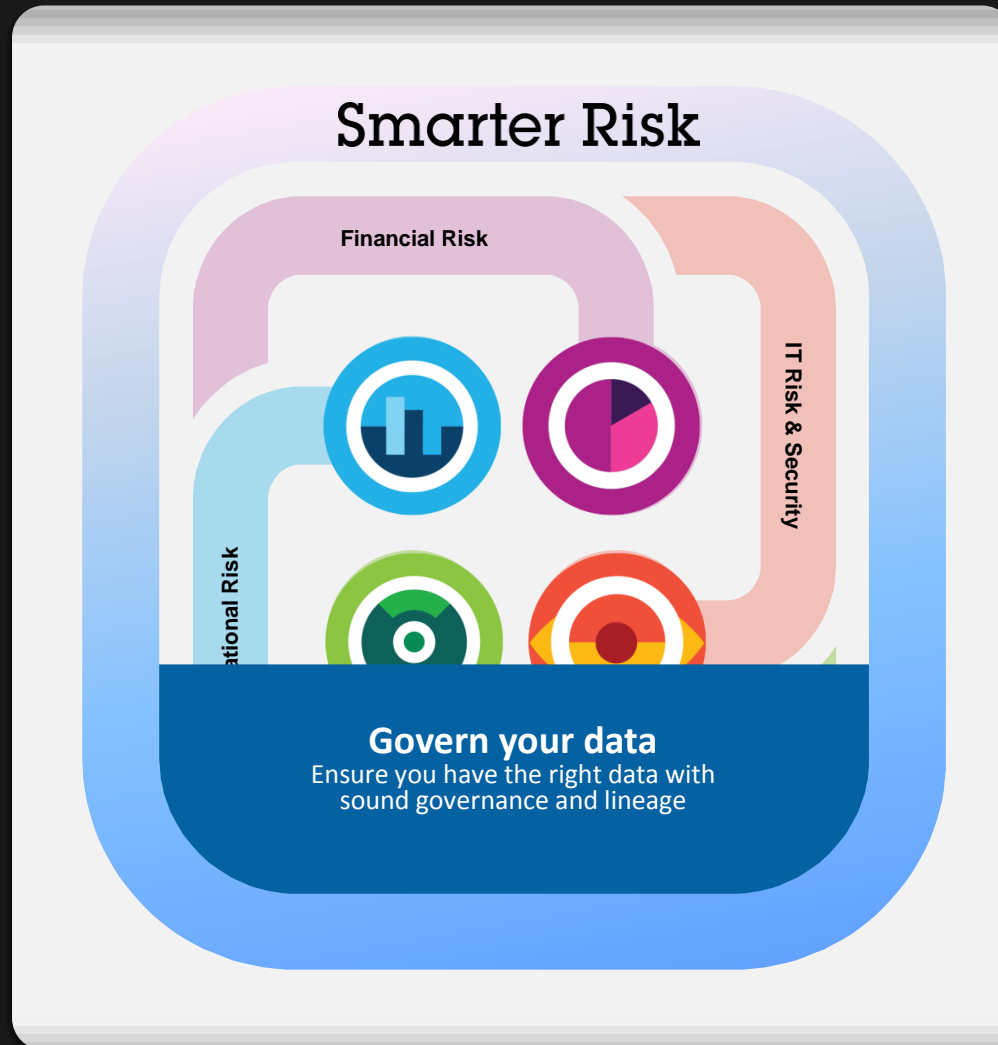 Smarter Risk
Financial Risk
IT Risk & Security
Risk
Govern your data
Ensure you have the right data with
sound governance and lineage